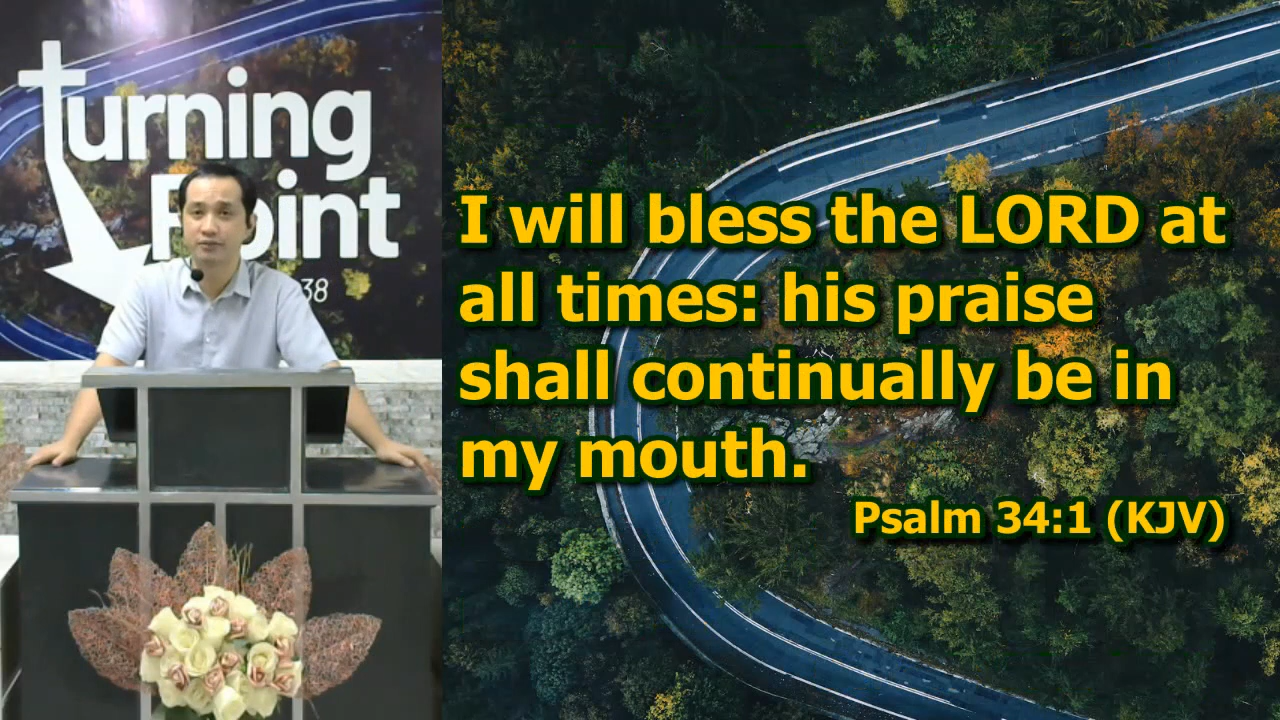 turning
Point
38
I will bless the LORD at
all times: his praise
shall continually be in
my mouth.
Psalm 34:1 (KJV)